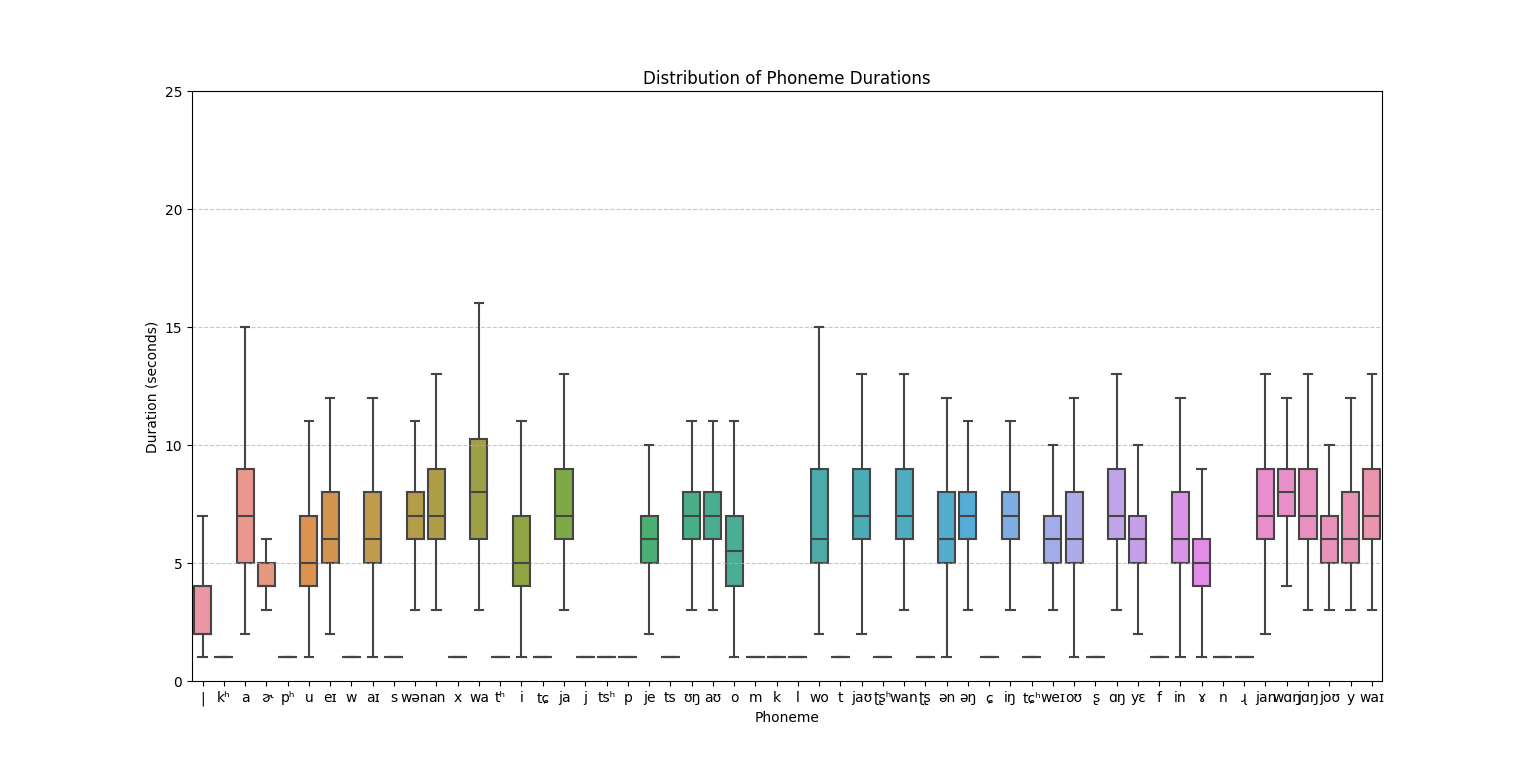 Distribution of Phoneme Durations
25
20
15
10
5
0
Duration (seconds)
| kʰ a ɚ pʰ u eɪ w aɪ s wən an x wa tʰ i tɕ ja j tsʰ p je ts ʊŋ aʊ o m k l wo t jaʊ ʈʂʰ wan ʈʂ ən əŋ ɕ iŋ tɕʰ weɪ oʊ ʂ ɑŋ yɛ f in ɤ n ɻ jan wɑŋ jɑŋ joʊ y waɪ
Phoneme